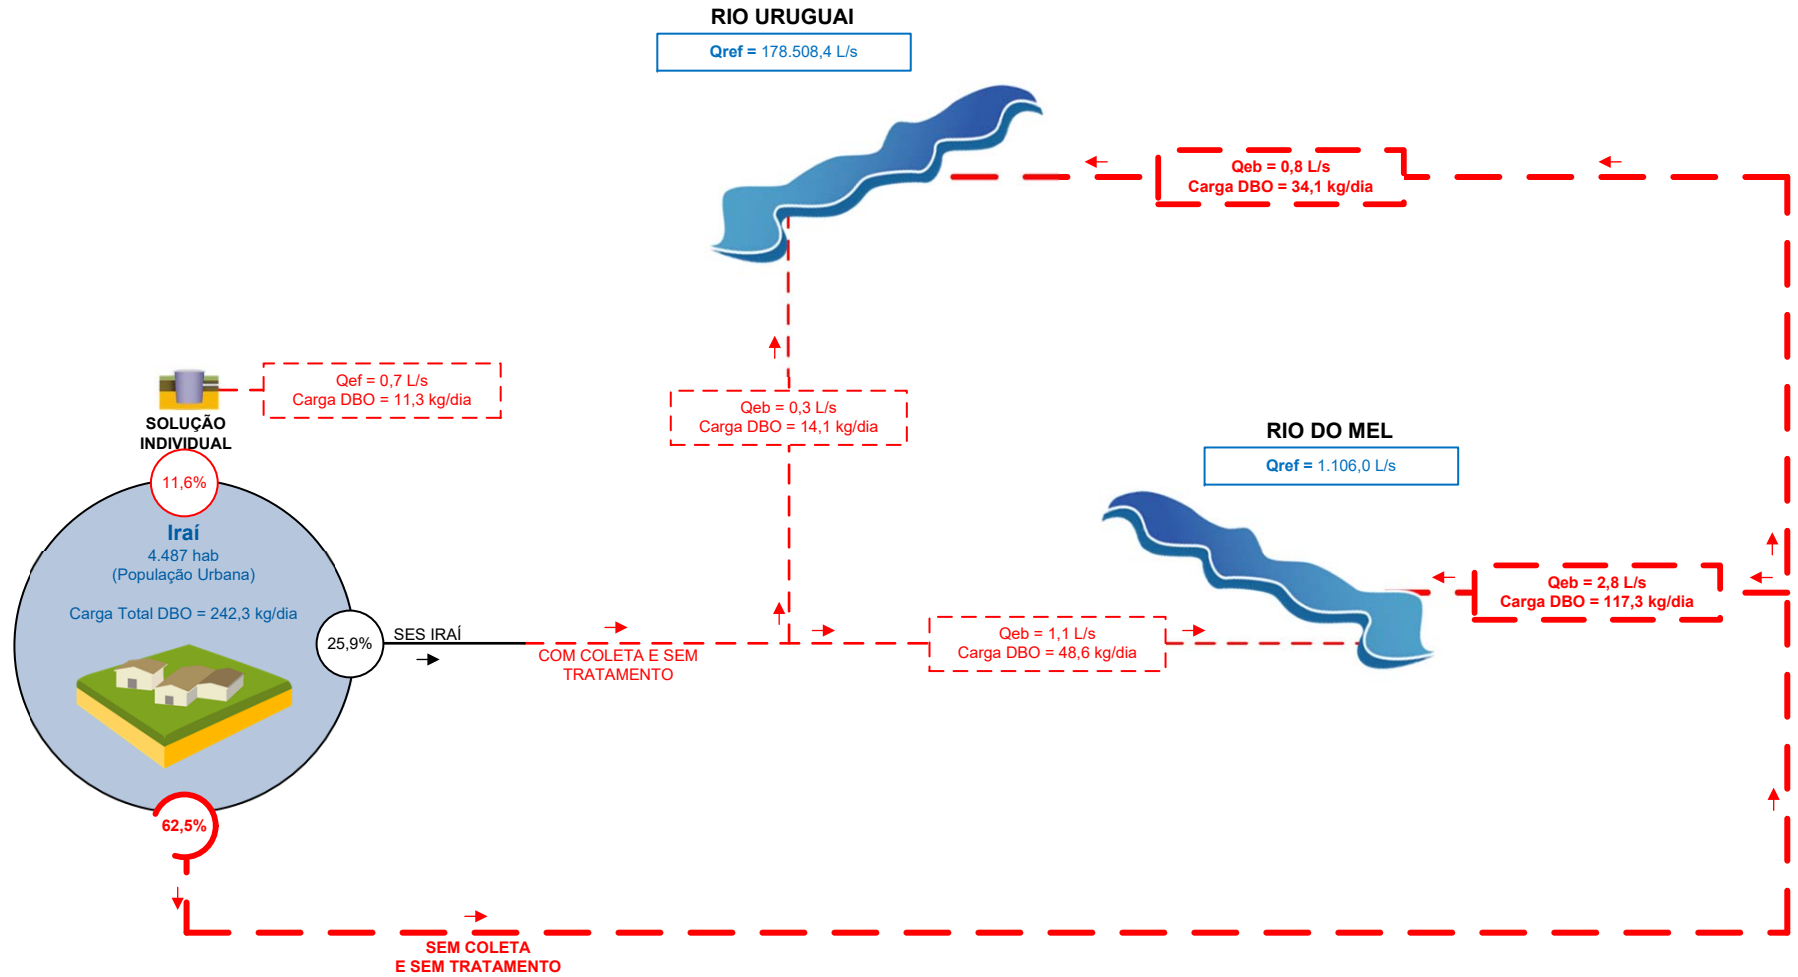 RIO URUGUAI
Qref = 178.508,4 L/s
Qeb = 0,8 L/s
Carga DBO = 34,1 kg/dia
Qef = 0,7 L/s
Carga DBO = 11,3 kg/dia
SOLUÇÃO
INDIVIDUAL
Qeb = 0,3 L/s
Carga DBO = 14,1 kg/dia
RIO DO MEL
Qref = 1.106,0 L/s
11,6%
Iraí
4.487 hab
(População Urbana)
Carga Total DBO = 242,3 kg/dia
Qeb = 2,8 L/s
Carga DBO = 117,3 kg/dia
25,9%
SES IRAÍ
COM COLETA E SEM
TRATAMENTO
Qeb = 1,1 L/s
Carga DBO = 48,6 kg/dia
62,5%
SEM COLETA
E SEM TRATAMENTO